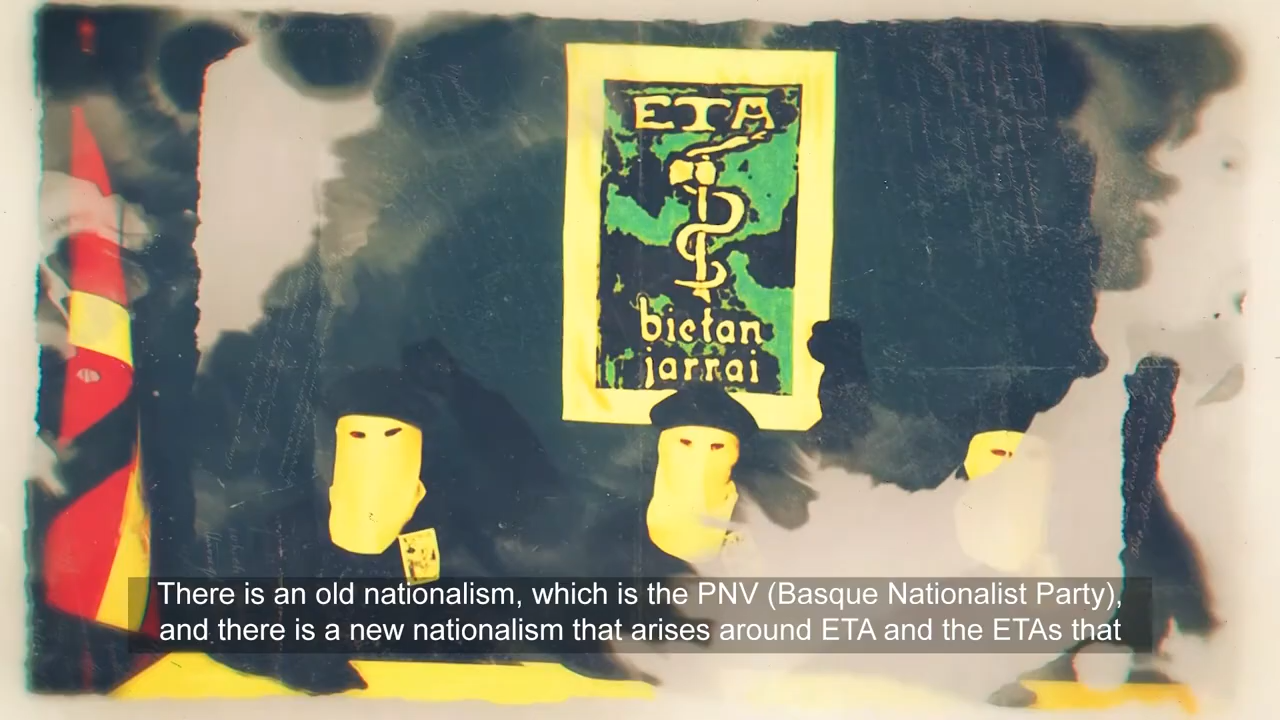 ETA
bietan
jarrai
There is an old nationalism, which is the PNV (Basque Nationalist Party),
and there is a new nationalism that arises around ETA and the ETAs that